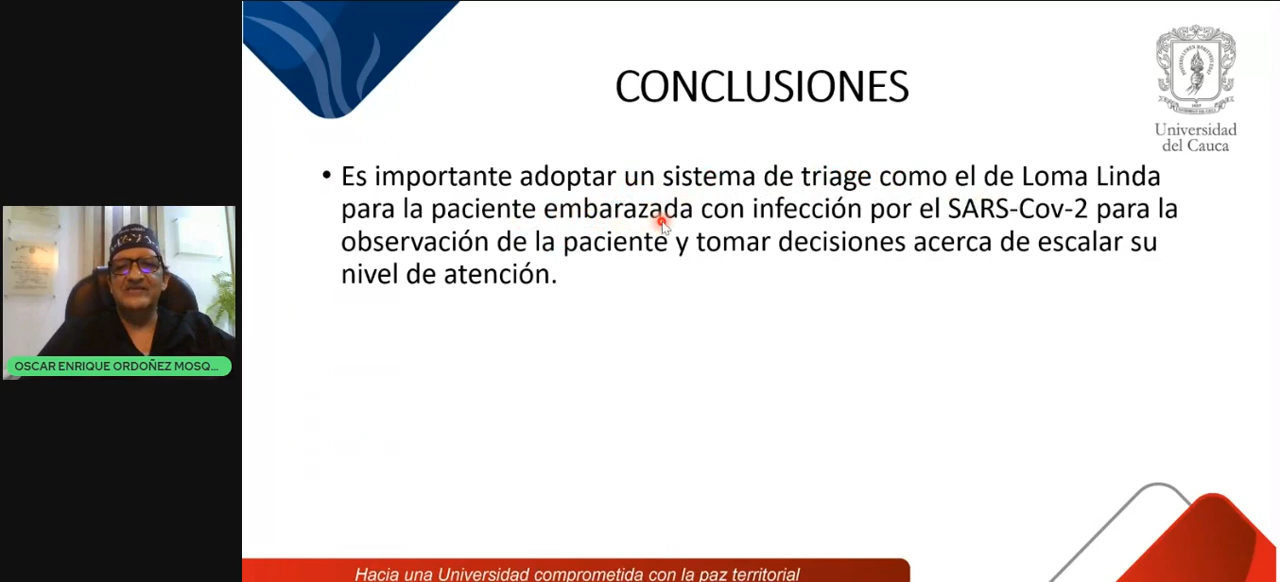 CONCLUSIONES
Universidad
del Cauca
• Es importante adoptar un sistema de triage como el de Loma Linda
para la paciente embarazada con infección por el SARS-Cov-2 para la
observación de la paciente y tomar decisiones acerca de escalar su
nivel de atención.
OSCAR ENRIQUE ORDOÑEZ MOSQ...
Hacia una Universidad comprometida con la paz territorial